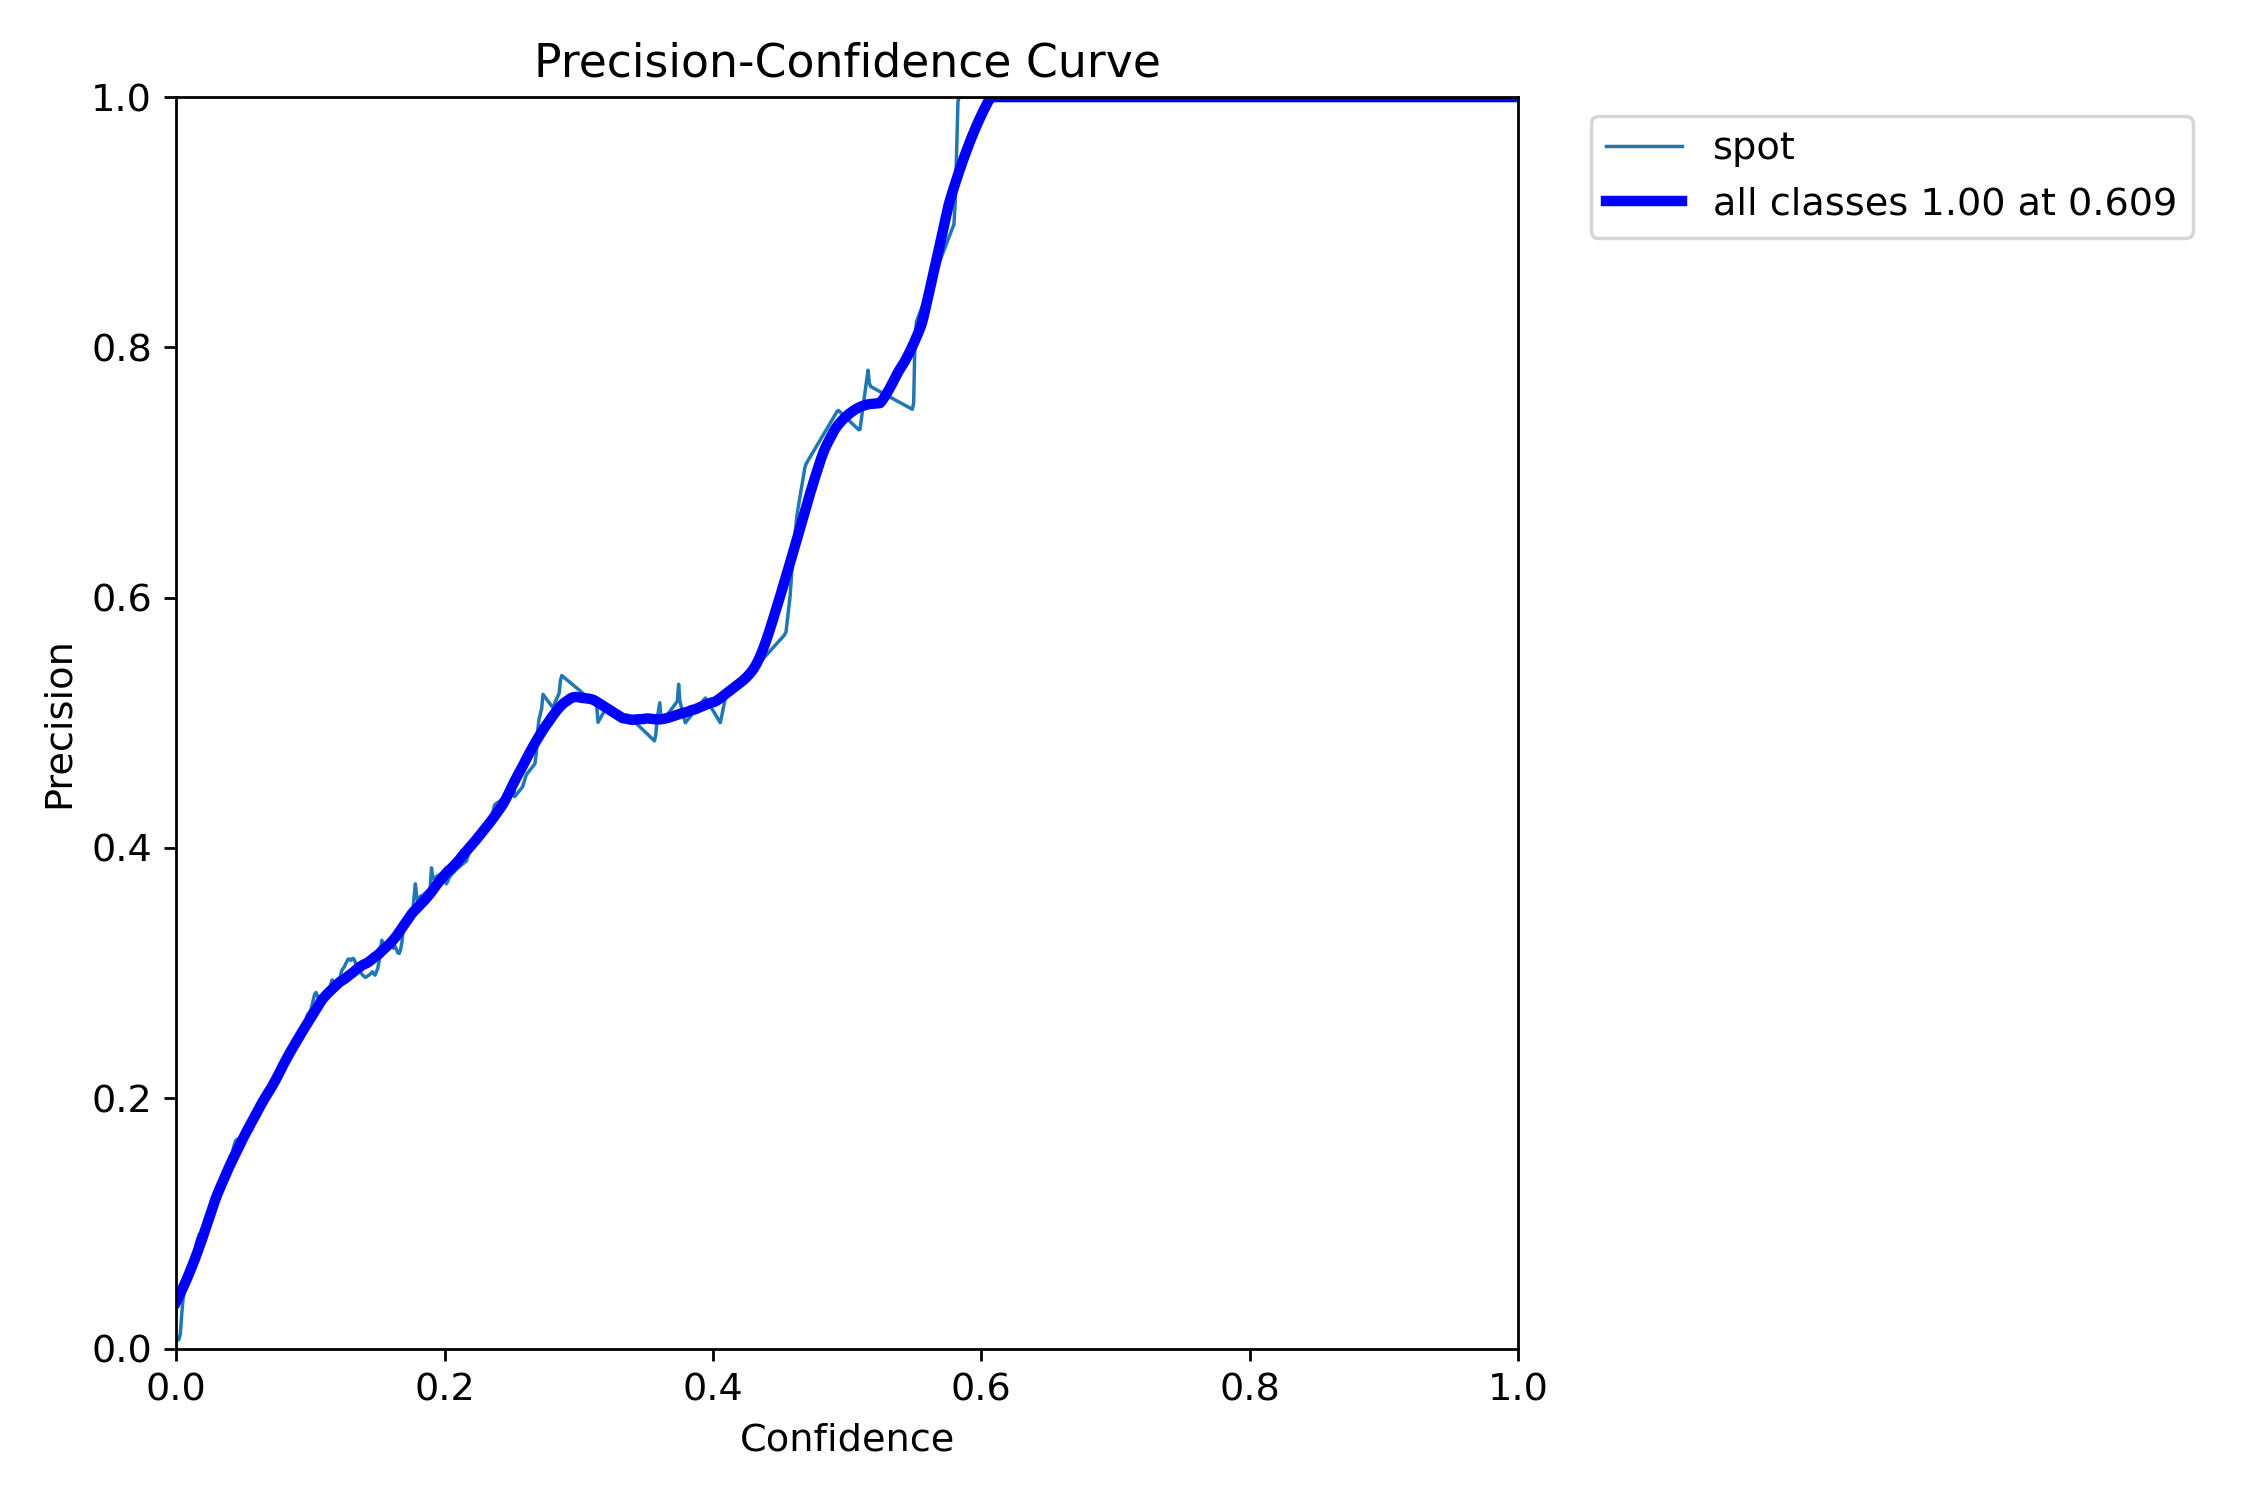 Precision-Confidence Curve
1.0
0.8
0.6
0.4
0.2
0.0
Precision
0.0 0.2 0.4 0.6 0.8 1.0
Confidence
spot
all classes 1.00 at 0.609